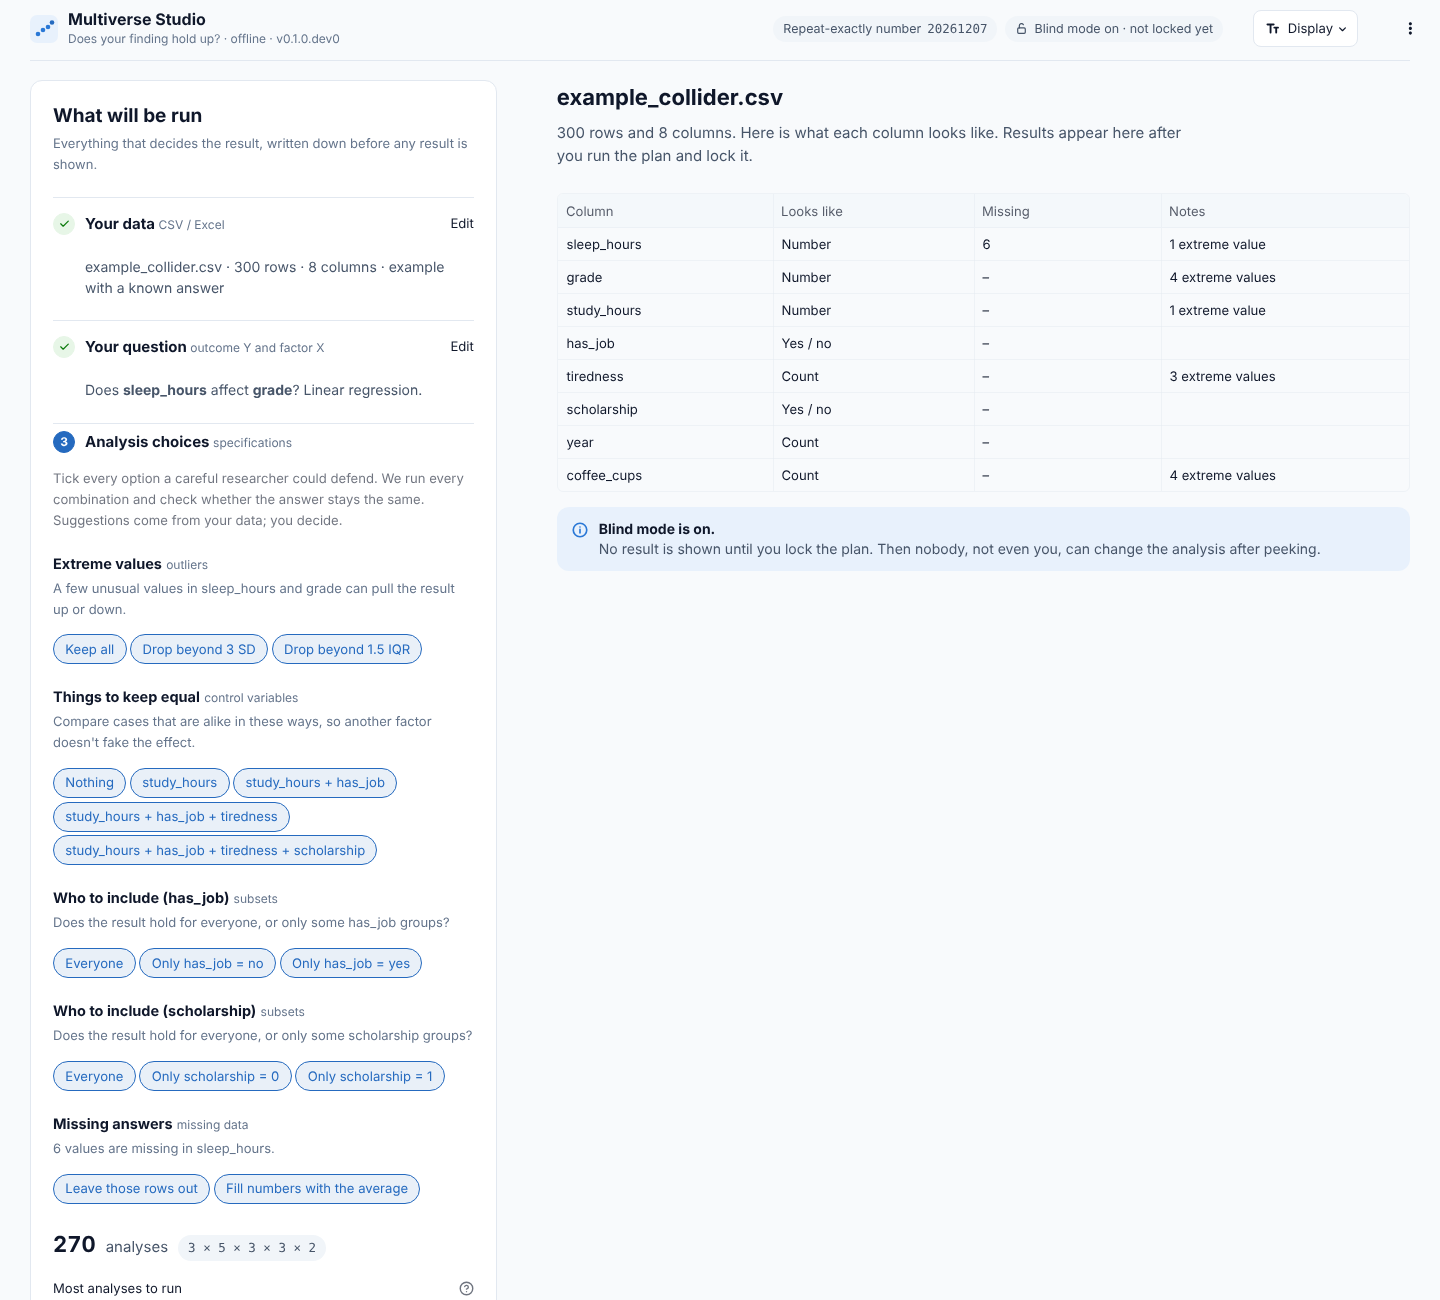 Multiverse Studio
Does your finding hold up? · offline · v0.1.0.dev0
Repeat-exactly number 20261207
Blind mode on · not locked yet
Display
What will be run
Everything that decides the result, written down before any result is
shown.
Your data CSV / Excel
Edit
example_collider.csv · 300 rows · 8 columns · example
with a known answer
Your question outcome Y and factor X
Edit
Does sleep_hours affect grade? Linear regression.
3 Analysis choices specifications
Tick every option a careful researcher could defend. We run every
combination and check whether the answer stays the same.
Suggestions come from your data; you decide.
Extreme values outliers
A few unusual values in sleep_hours and grade can pull the result
up or down.
Keep all Drop beyond 3 SD Drop beyond 1.5 IQR
Things to keep equal control variables
Compare cases that are alike in these ways, so another factor
doesn't fake the effect.
Nothing study_hours study_hours + has_job
study_hours + has_job + tiredness
study_hours + has_job + tiredness + scholarship
Who to include (has_job) subsets
Does the result hold for everyone, or only some has_job groups?
Everyone Only has_job = no Only has_job = yes
Who to include (scholarship) subsets
Does the result hold for everyone, or only some scholarship groups?
Everyone Only scholarship = 0 Only scholarship = 1
Missing answers missing data
6 values are missing in sleep_hours.
Leave those rows out Fill numbers with the average
270 analyses 3 × 5 × 3 × 3 × 2
Most analyses to run
example_collider.csv
300 rows and 8 columns. Here is what each column looks like. Results appear here after
you run the plan and lock it.
Column Looks like Missing Notes
sleep_hours Number 6 1 extreme value
grade Number – 4 extreme values
study_hours Number – 1 extreme value
has_job Yes / no –
tiredness Count – 3 extreme values
scholarship Yes / no –
year Count –
coffee_cups Count – 4 extreme values
Blind mode is on.
No result is shown until you lock the plan. Then nobody, not even you, can change the analysis after peeking.